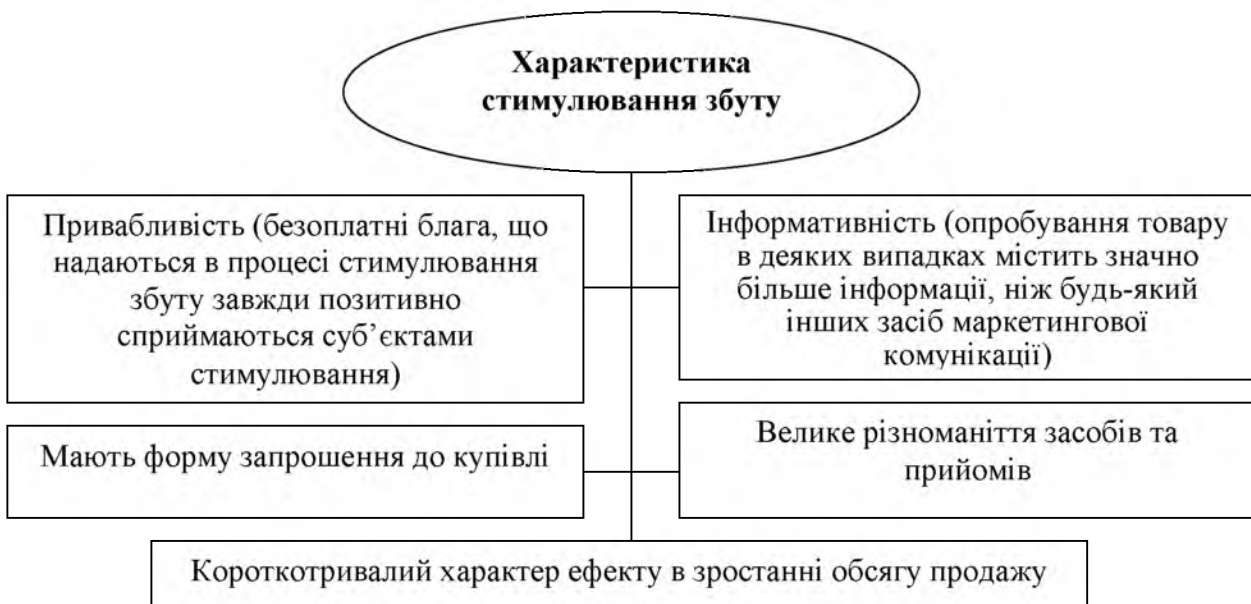 Характеристика
стимулювання збуту
Привабливість (безоплатні блага, що
надаються в процесі стимулювання
збуту завжди позитивно
сприймаються суб’єктами
стимулювання)
Інформативність (опробування товару
в деяких випадках містить значно
більше інформації, ніж будь-який
інших засіб маркетингової
комунікації)
Мають форму запрошення до купівлі
Велике різноманіття засобів та
прийомів
Короткотривалий характер ефекту в зростанні обсягу продажу